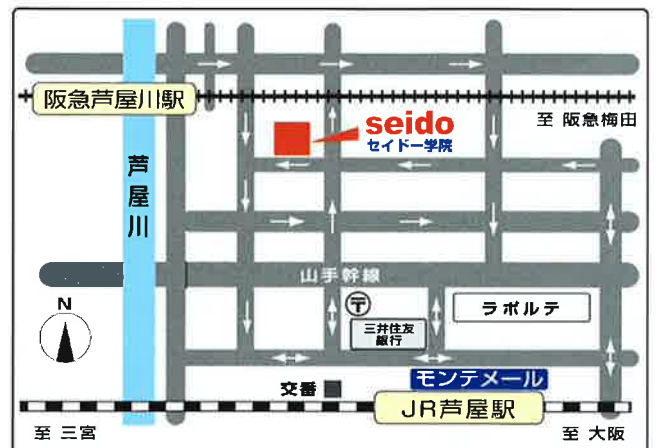 阪急芦屋川駅
至 阪急梅田
seido
セイドー学院
芦屋川
山手幹線
N
〒
三井住友
銀行
ラポルテ
交番
モンテメール
JR芦屋駅
至 三宮
至 大阪